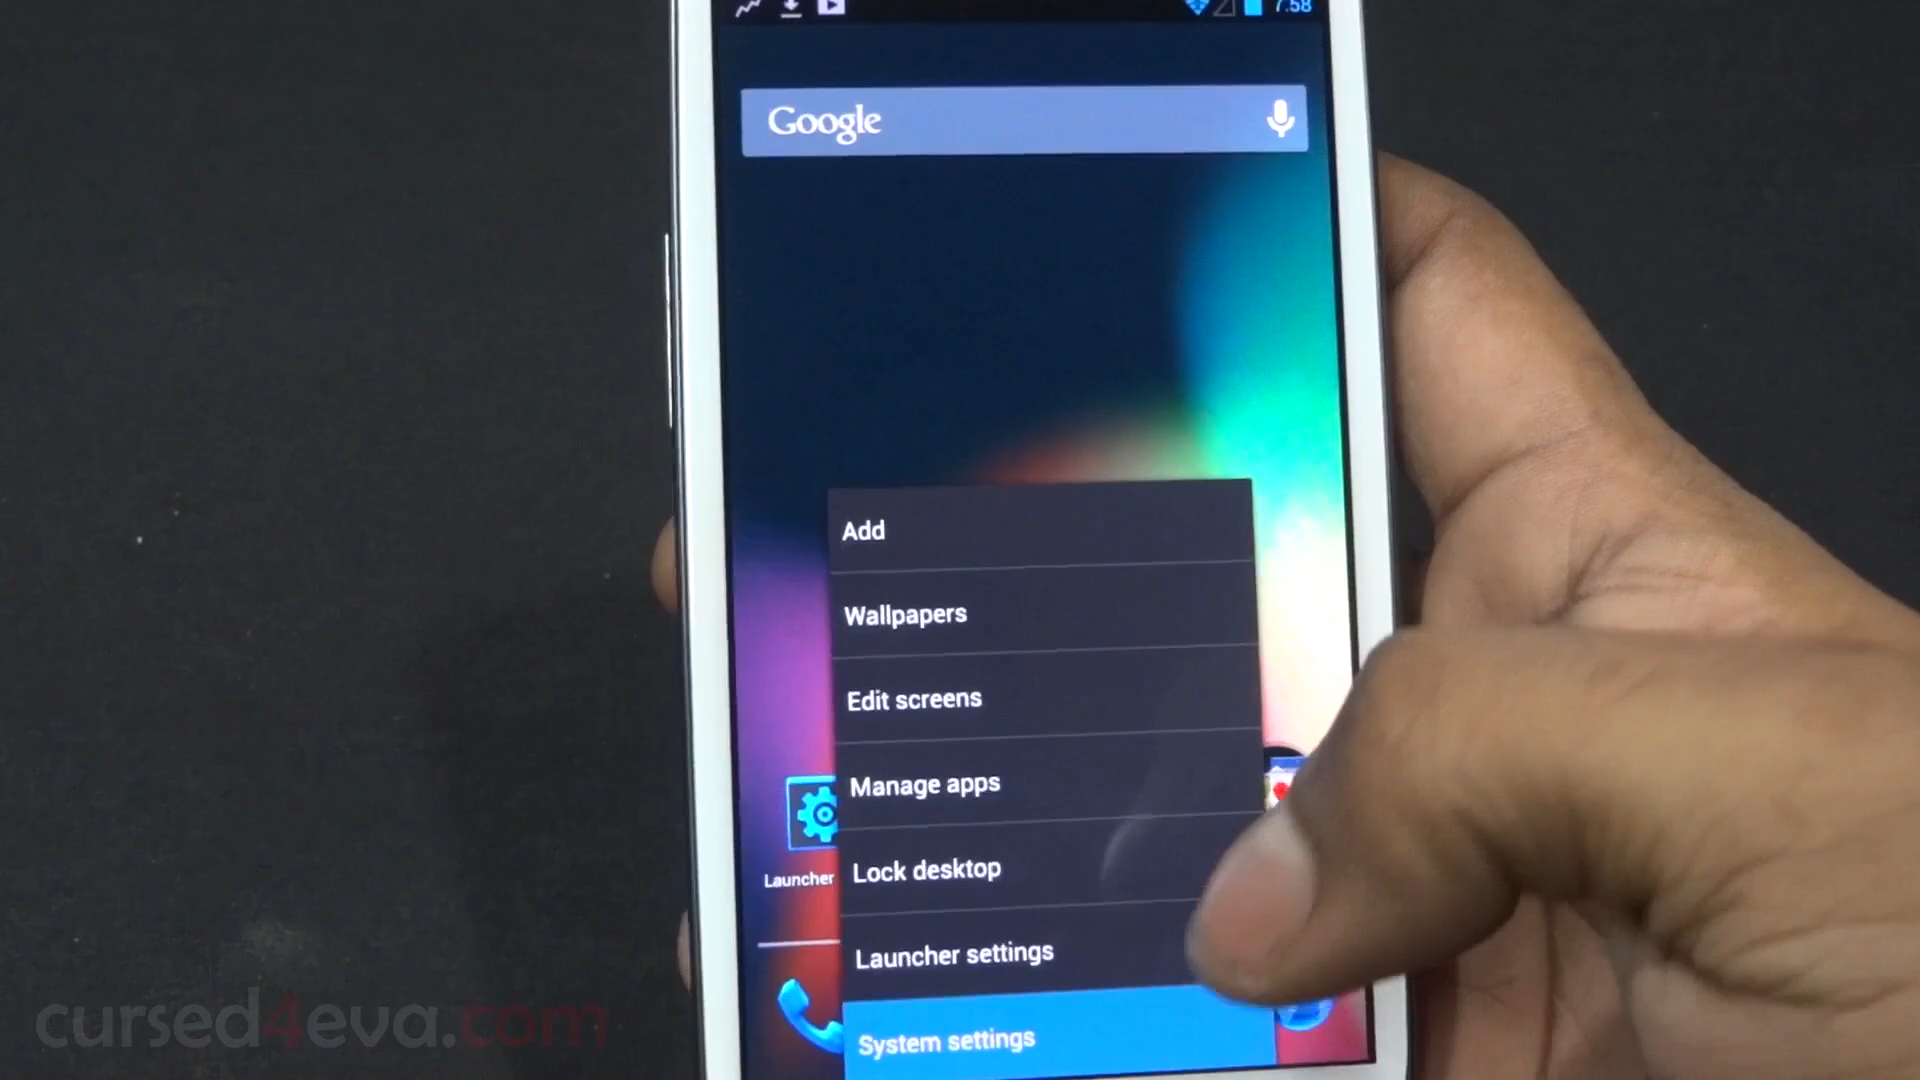 7:58
Google
Add
Wallpapers
Edit screens
Manage apps
Lock desktop
Launcher
Launcher settings
System settings
cursed4eva.com